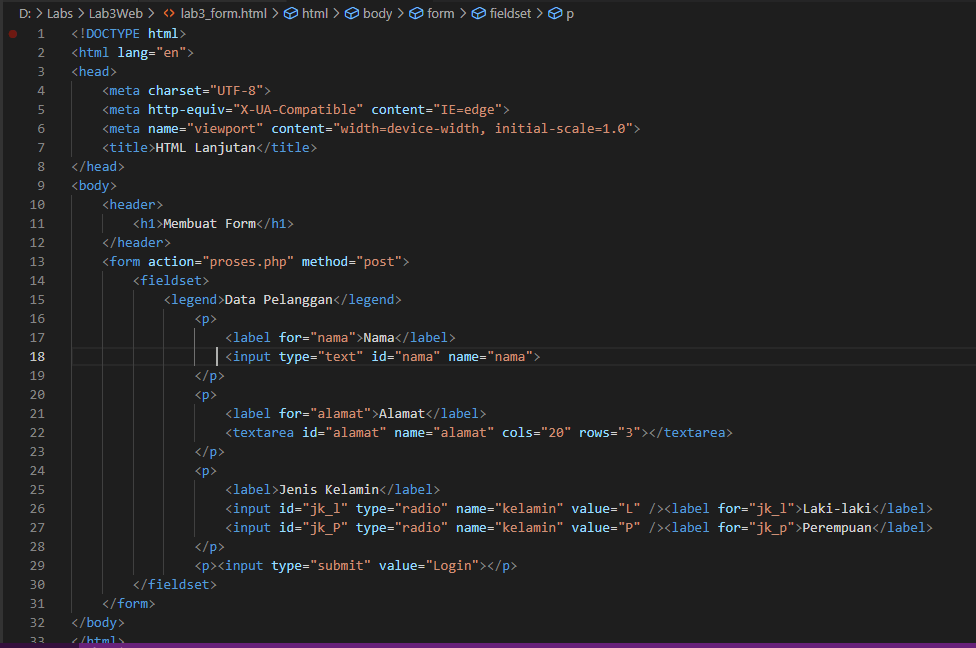 D: > Labs > Lab3Web > <> lab3_form.html > html > body > form > fieldset > p
1 <!DOCTYPE html>
2 <html lang="en">
3 <head>
4 <meta charset="UTF-8">
5 <meta http-equiv="X-UA-Compatible" content="IE=edge">
6 <meta name="viewport" content="width=device-width, initial-scale=1.0">
7 <title>HTML Lanjutan</title>
8 </head>
9 <body>
10 <header>
11 <h1>Membuat Form</h1>
12 </header>
13 <form action="proses.php" method="post">
14 <fieldset>
15 <legend>Data Pelanggan</legend>
16 <p>
17 <label for="nama">Nama</label>
18 <input type="text" id="nama" name="nama">
19 </p>
20 <p>
21 <label for="alamat">Alamat</label>
22 <textarea id="alamat" name="alamat" cols="20" rows="3"></textarea>
23 </p>
24 <p>
25 <label>Jenis Kelamin</label>
26 <input id="jk_l" type="radio" name="kelamin" value="L" /><label for="jk_l">Laki-laki</label>
27 <input id="jk_P" type="radio" name="kelamin" value="P" /><label for="jk_p">Perempuan</label>
28 </p>
29 <p><input type="submit" value="Login"></p>
30 </fieldset>
31 </form>
32 </body>
33 </html>